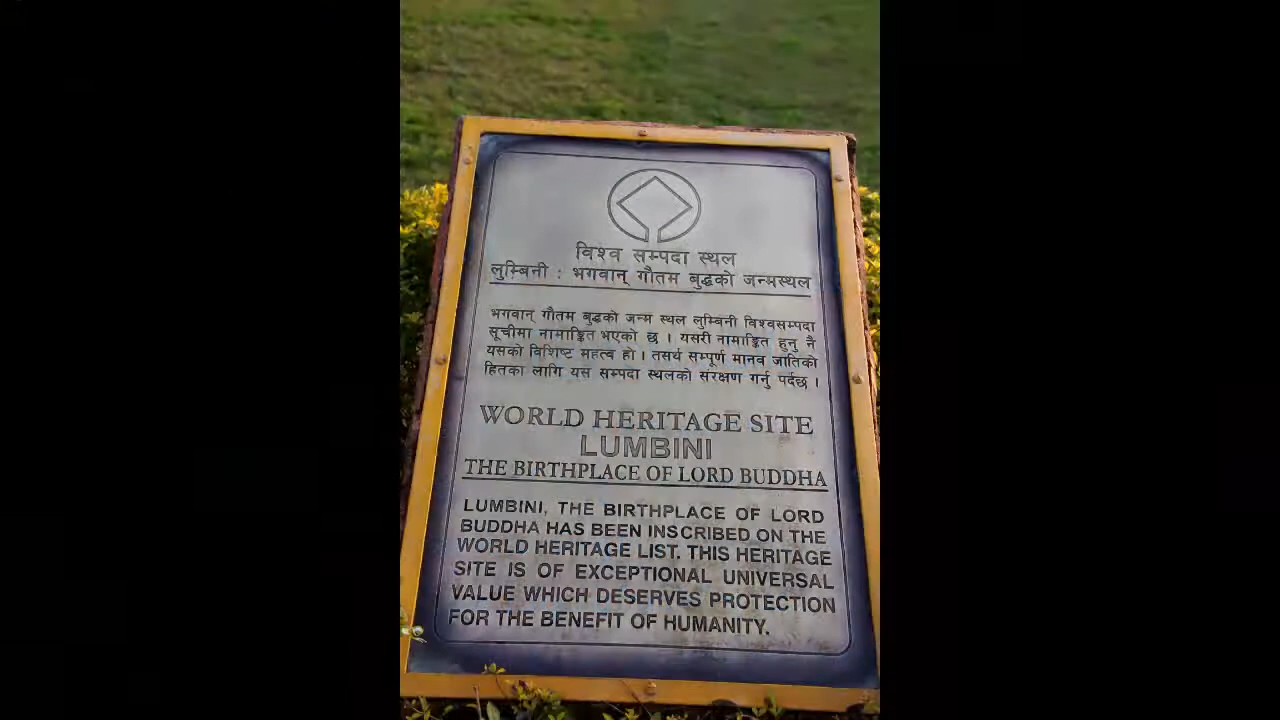 विश्व सम्पदा स्थल
लुम्बिनी : भगवान् गौतम बुद्धको जन्मस्थल
भगवान् गौतम बुद्धको जन्म स्थल लुम्बिनी विश्वसम्पदा
सूचीमा नामाङ्कित भएको छ । यसरी नामाङ्कित हुनु नै
यसको विशिष्ट महत्व हो । तसर्थ सम्पूर्ण मानव जातिको
हितका लागि यस सम्पदा स्थलको संरक्षण गर्नु पर्दछ ।
WORLD HERITAGE SITE
LUMBINI
THE BIRTHPLACE OF LORD BUDDHA
LUMBINI, THE BIRTHPLACE OF LORD
BUDDHA HAS BEEN INSCRIBED ON THE
WORLD HERITAGE LIST. THIS HERITAGE
SITE IS OF EXCEPTIONAL UNIVERSAL
VALUE WHICH DESERVES PROTECTION
FOR THE BENEFIT OF HUMANITY.